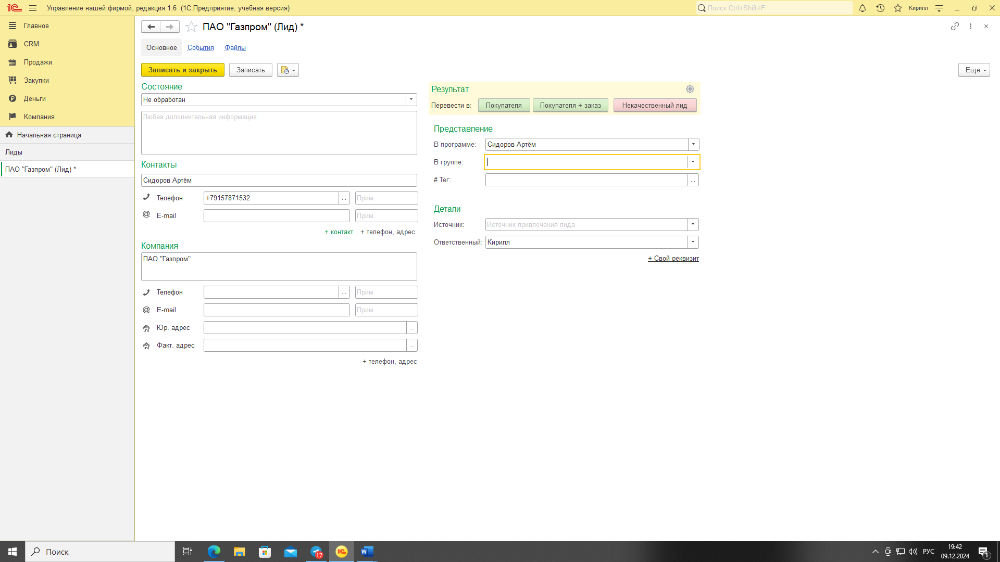 1С Управление нашей фирмой, редакция 1.6 (1С:Предприятие, учебная версия)
Поиск Ctrl+Shift+F
Кирилл
Главное
CRM
Продажи
Закупки
Деньги
Компания
Начальная страница
Лиды
ПАО "Газпром" (Лид) *
ПАО "Газпром" (Лид) *
Основное События Файлы
Записать и закрыть Записать
Еще
Состояние
Не обработан
Любая дополнительная информация
Контакты
Сидоров Артём
Телефон +79157871532 ... Прим.
@ E-mail Прим.
+ контакт + телефон, адрес
Компания
ПАО "Газпром"
Телефон ... Прим.
@ E-mail Прим.
Юр. адрес ...
Факт. адрес ...
+ телефон, адрес
Результат
Перевести в: Покупателя Покупателя + заказ Некачественный лид
Представление
В программе: Сидоров Артём
В группе:
# Тег: ...
Детали
Источник: Источник привлечения лида
Ответственный: Кирилл
+ Свой реквизит
Поиск
17
1С
W
РУС
19:42
09.12.2024
1